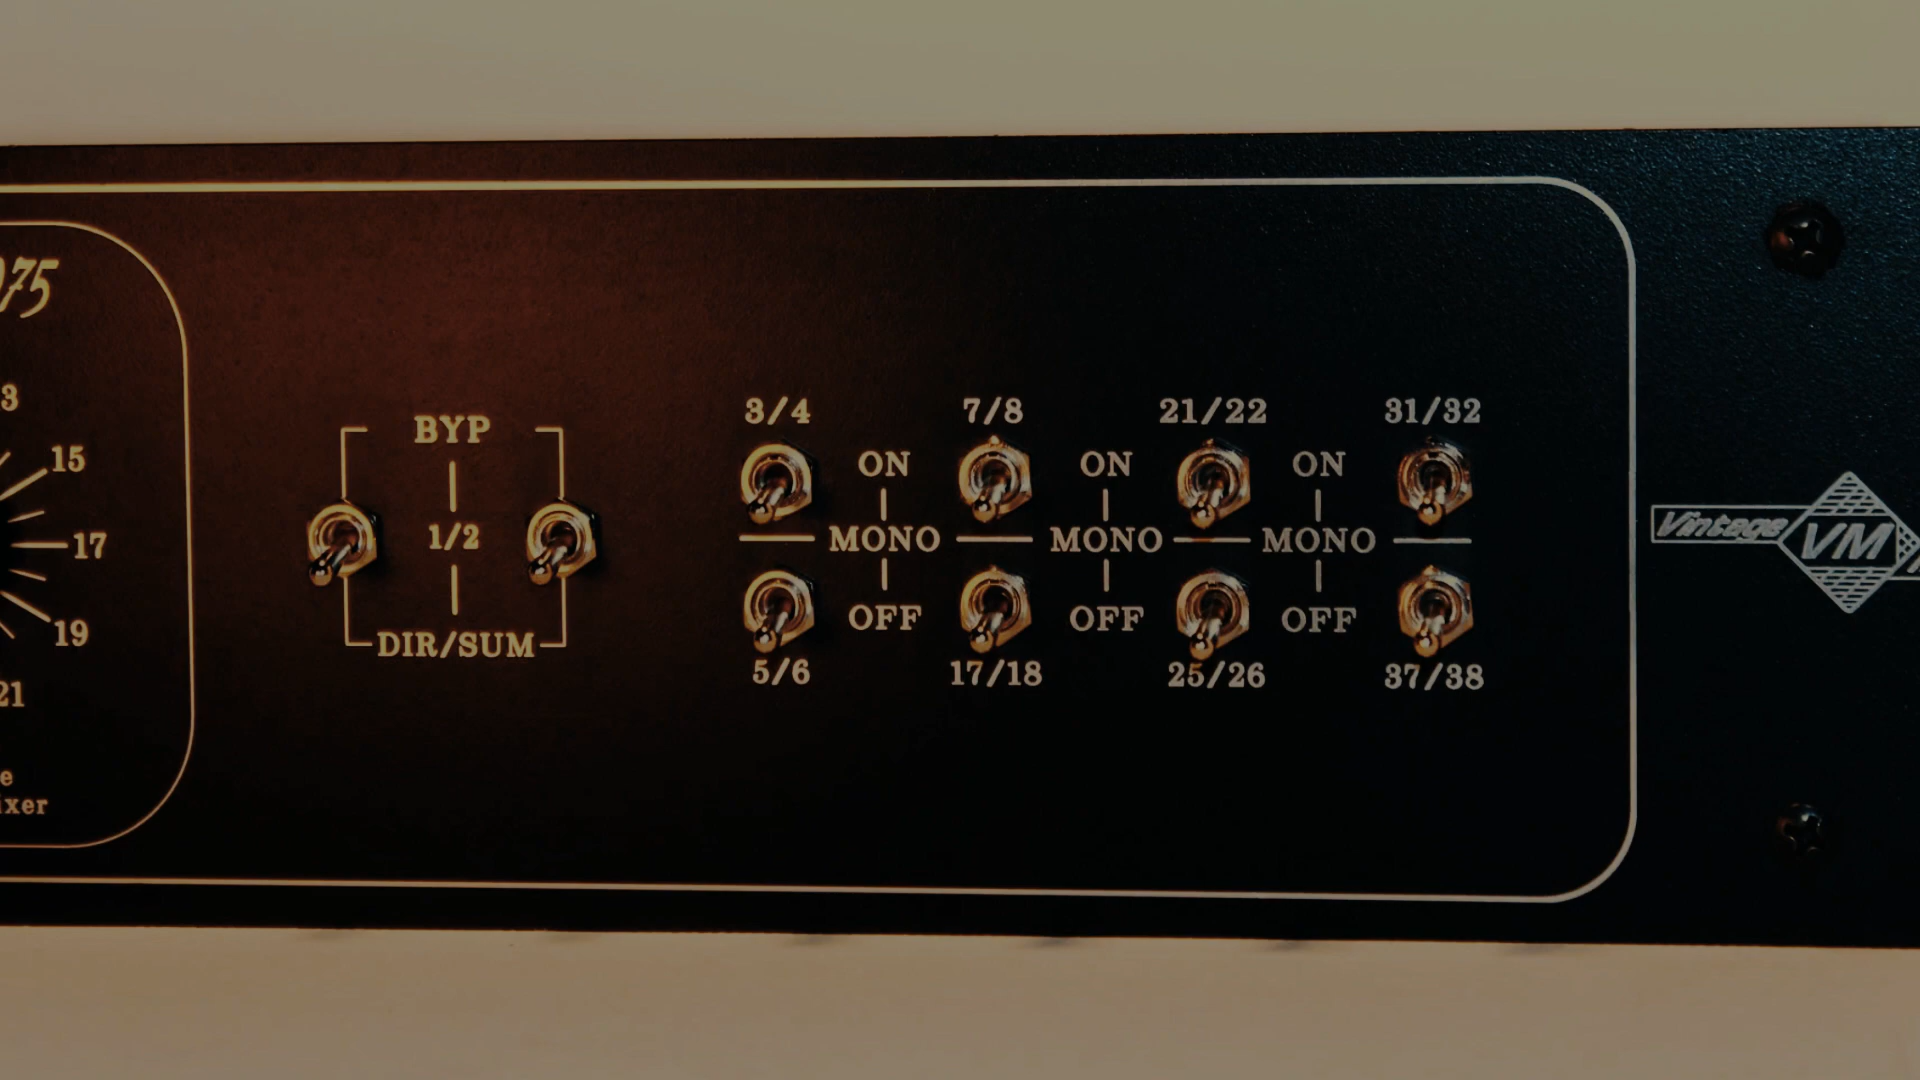 975
3
15
17
19
21
e
ixer
BYP
1/2
DIR/SUM
3/4 7/8 21/22 31/32
ON ON ON
MONO MONO MONO
OFF OFF OFF
5/6 17/18 25/26 37/38
Vintage VM